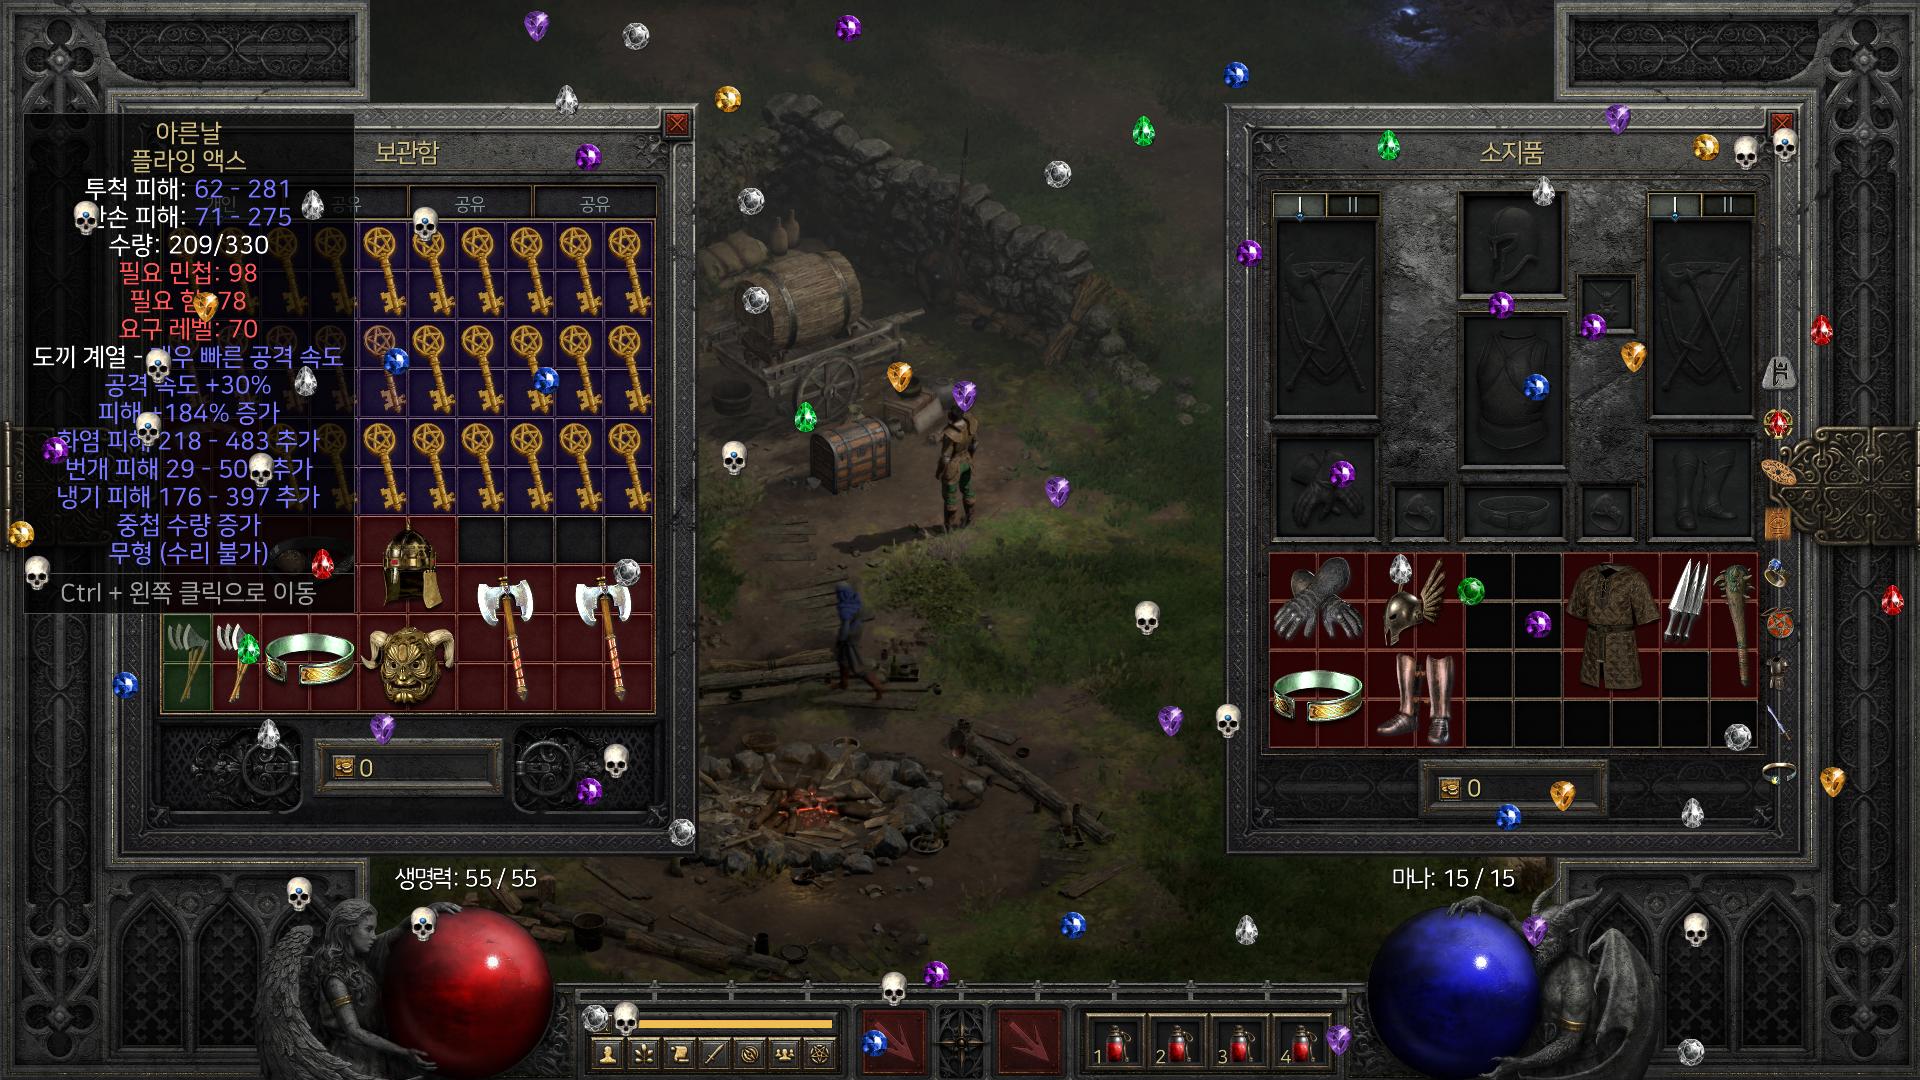 아른날
플라잉 액스
투척 피해: 62 - 281
한손 피해: 71 - 275
수량: 209/330
필요 민첩: 98
필요 힘: 78
요구 레벨: 70
도끼 계열 - 매우 빠른 공격 속도
공격 속도 +30%
피해 +184% 증가
화염 피해 218 - 483 추가
번개 피해 29 - 50 추가
냉기 피해 176 - 397 추가
중첩 수량 증가
무형 (수리 불가)
Ctrl + 왼쪽 클릭으로 이동
보관함
개인
공유
공유
공유
0
소지품
I
II
I
II
0
생명력: 55 / 55
마나: 15 / 15
1
2
3
4